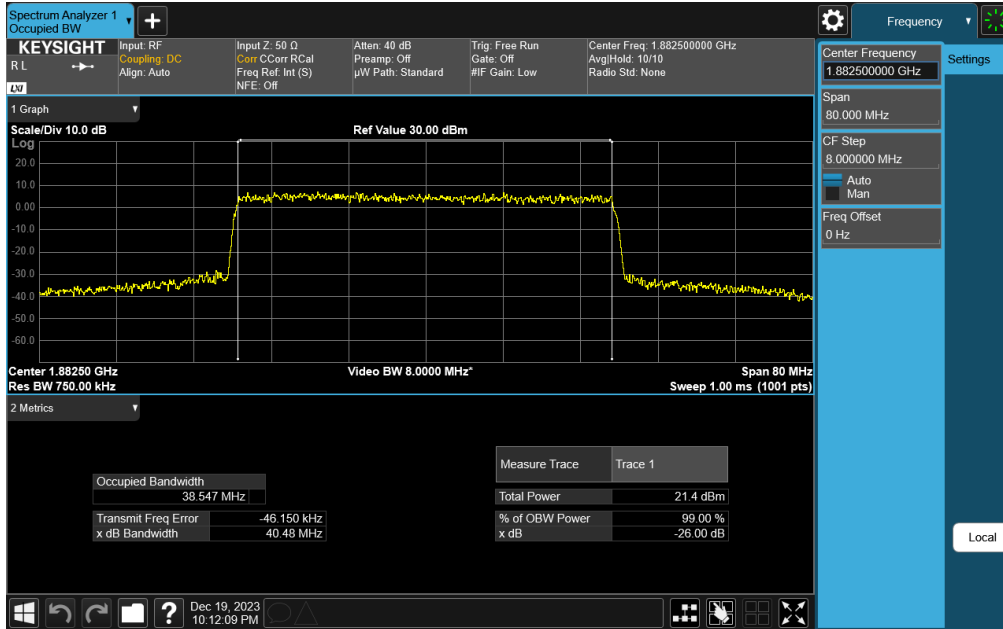 Spectrum Analyzer 1
Occupied BW
+
Frequency
KEYSIGHT
R L
LXI
Input: RF
Coupling: DC
Align: Auto
Input Z: 50 Ω
Corr CCorr RCal
Freq Ref: Int (S)
NFE: Off
Atten: 40 dB
Preamp: Off
µW Path: Standard
Trig: Free Run
Gate: Off
#IF Gain: Low
Center Freq: 1.882500000 GHz
Avg|Hold: 10/10
Radio Std: None
Center Frequency
1.882500000 GHz
Settings
Span
80.000 MHz
CF Step
8.000000 MHz
Auto
Man
Freq Offset
0 Hz
Local
1 Graph
Scale/Div 10.0 dB
Ref Value 30.00 dBm
Log
20.0
10.0
0.00
-10.0
-20.0
-30.0
-40.0
-50.0
-60.0
Center 1.88250 GHz
Video BW 8.0000 MHz*
Span 80 MHz
Res BW 750.00 kHz
Sweep 1.00 ms (1001 pts)
2 Metrics
Measure Trace Trace 1
Occupied Bandwidth
38.547 MHz
Total Power 21.4 dBm
Transmit Freq Error -46.150 kHz
% of OBW Power 99.00 %
x dB Bandwidth 40.48 MHz
x dB -26.00 dB
?
Dec 19, 2023
10:12:09 PM